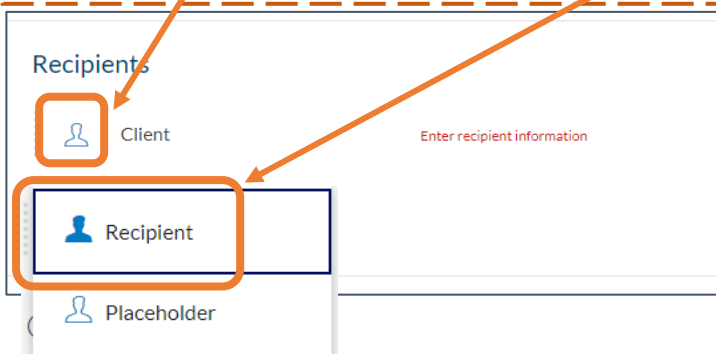 Recipients
Client
Enter recipient information
Recipient
Placeholder